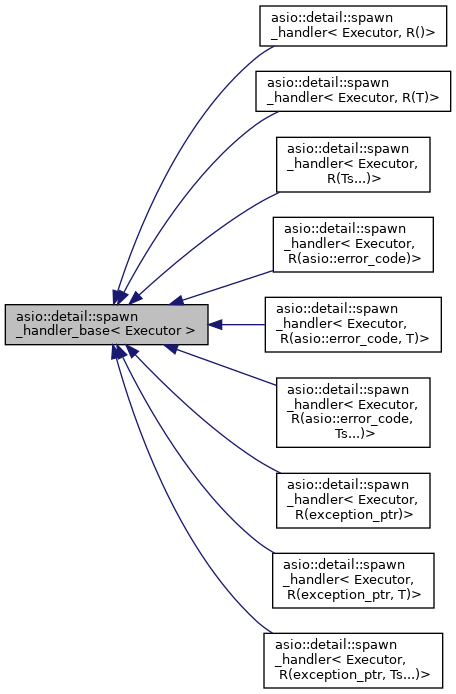 asio::detail::spawn
_handler< Executor, R()>
asio::detail::spawn
_handler< Executor, R(T)>
asio::detail::spawn
_handler< Executor,
R(Ts...)>
asio::detail::spawn
_handler< Executor,
R(asio::error_code)>
asio::detail::spawn
_handler_base< Executor >
asio::detail::spawn
_handler< Executor,
R(asio::error_code, T)>
asio::detail::spawn
_handler< Executor,
R(asio::error_code,
Ts...)>
asio::detail::spawn
_handler< Executor,
R(exception_ptr)>
asio::detail::spawn
_handler< Executor,
R(exception_ptr, T)>
asio::detail::spawn
_handler< Executor,
R(exception_ptr, Ts...)>